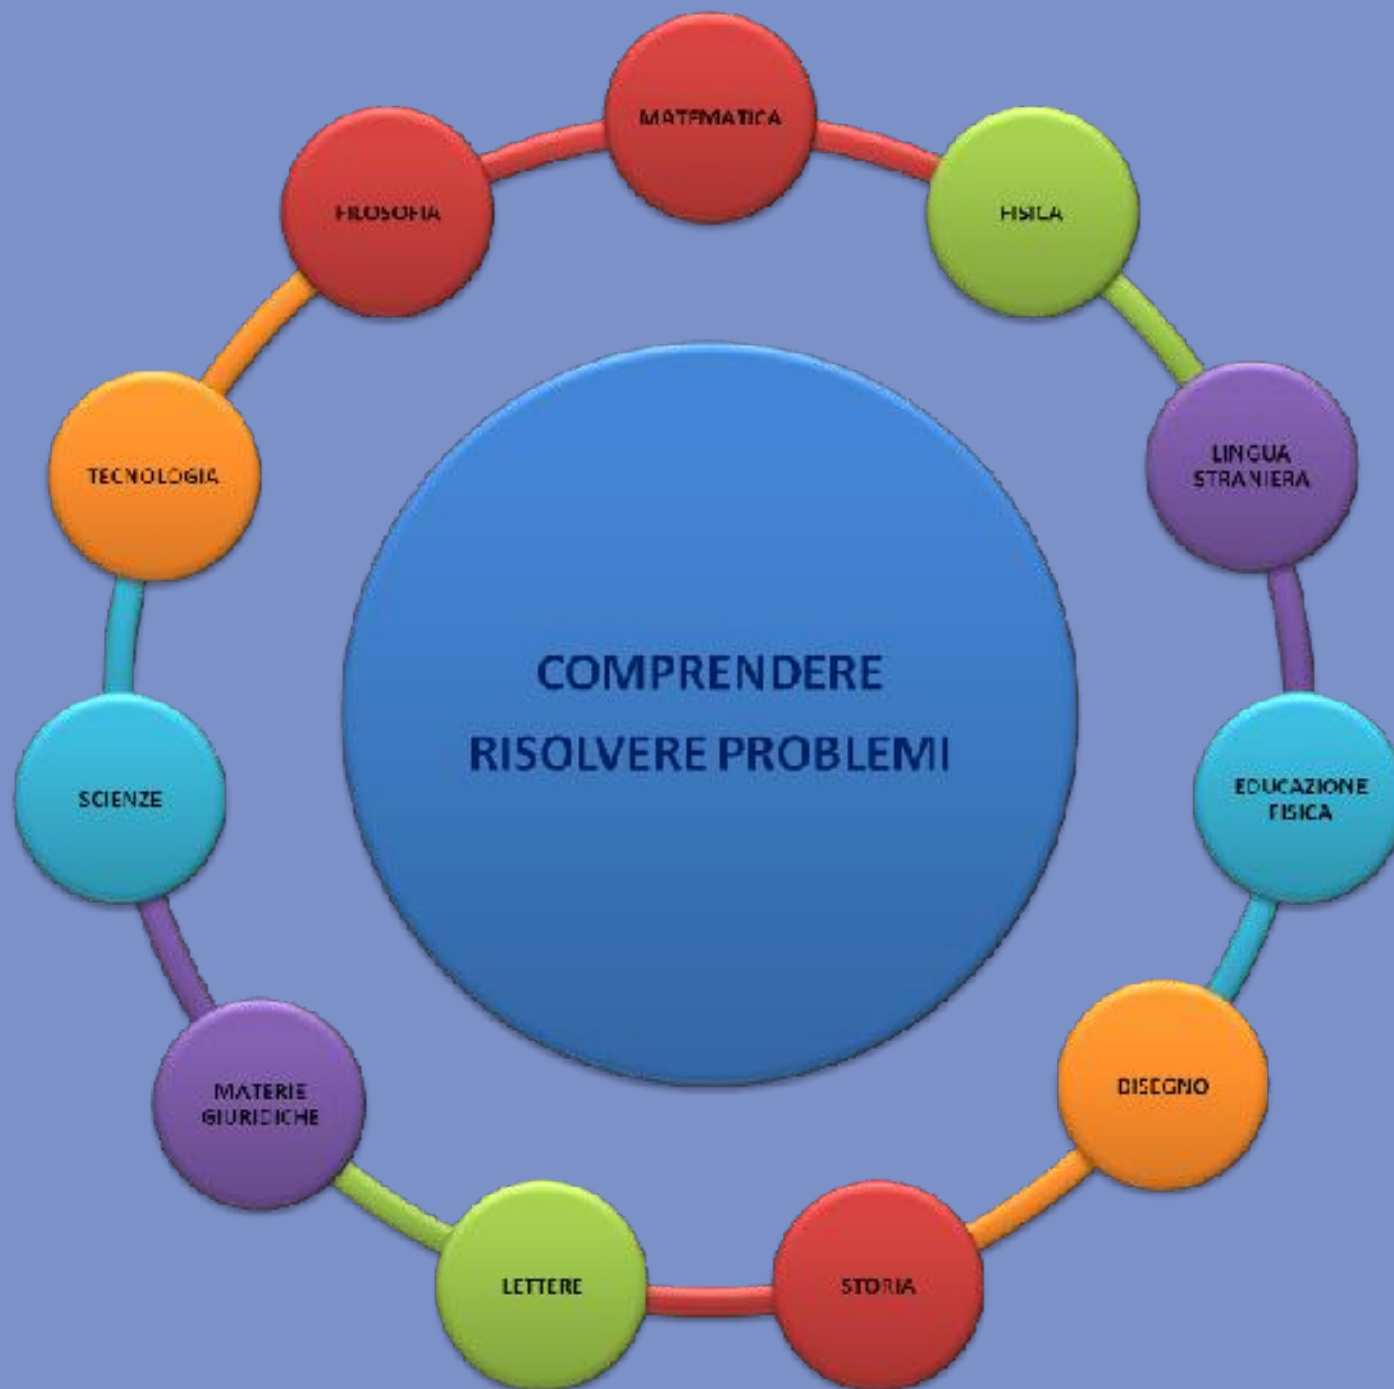 MATEMATICA
FILOSOFIA
FISICA
LINGUA
STRANIERA
TECNOLOGIA
COMPRENDERE
RISOLVERE PROBLEMI
SCIENZE
EDUCAZIONE
FISICA
DISEGNO
MATERIE
GIURIDICHE
LETTERE
STORIA